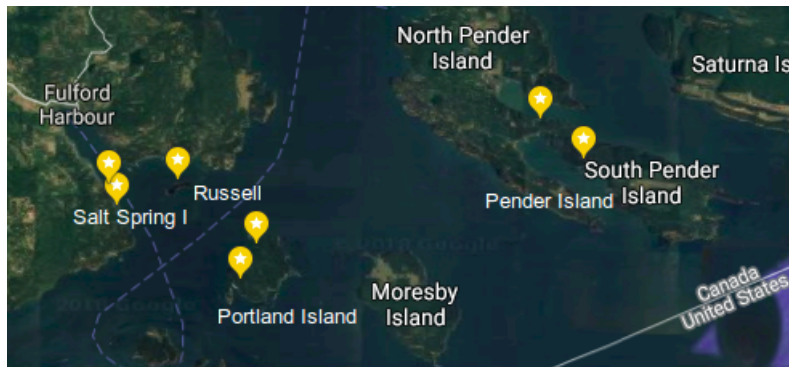 North Pender
Island
Saturna Is
Fulford
Harbour
Russell
South Pender
Island
Pender Island
Salt Spring I
Moresby
Island
Portland Island
Canada
United States